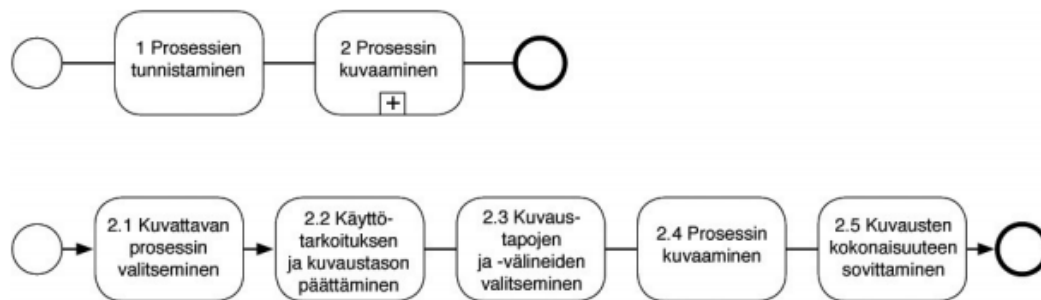 1 Prosessien
tunnistaminen
2 Prosessin
kuvaaminen
+
2.1 Kuvattavan
prosessin
valitseminen
2.2 Käyttö-
tarkoituksen
ja kuvaustason
päättäminen
2.3 Kuvaus-
tapojen
ja -välineiden
valitseminen
2.4 Prosessin
kuvaaminen
2.5 Kuvausten
kokonaisuuteen
sovittaminen